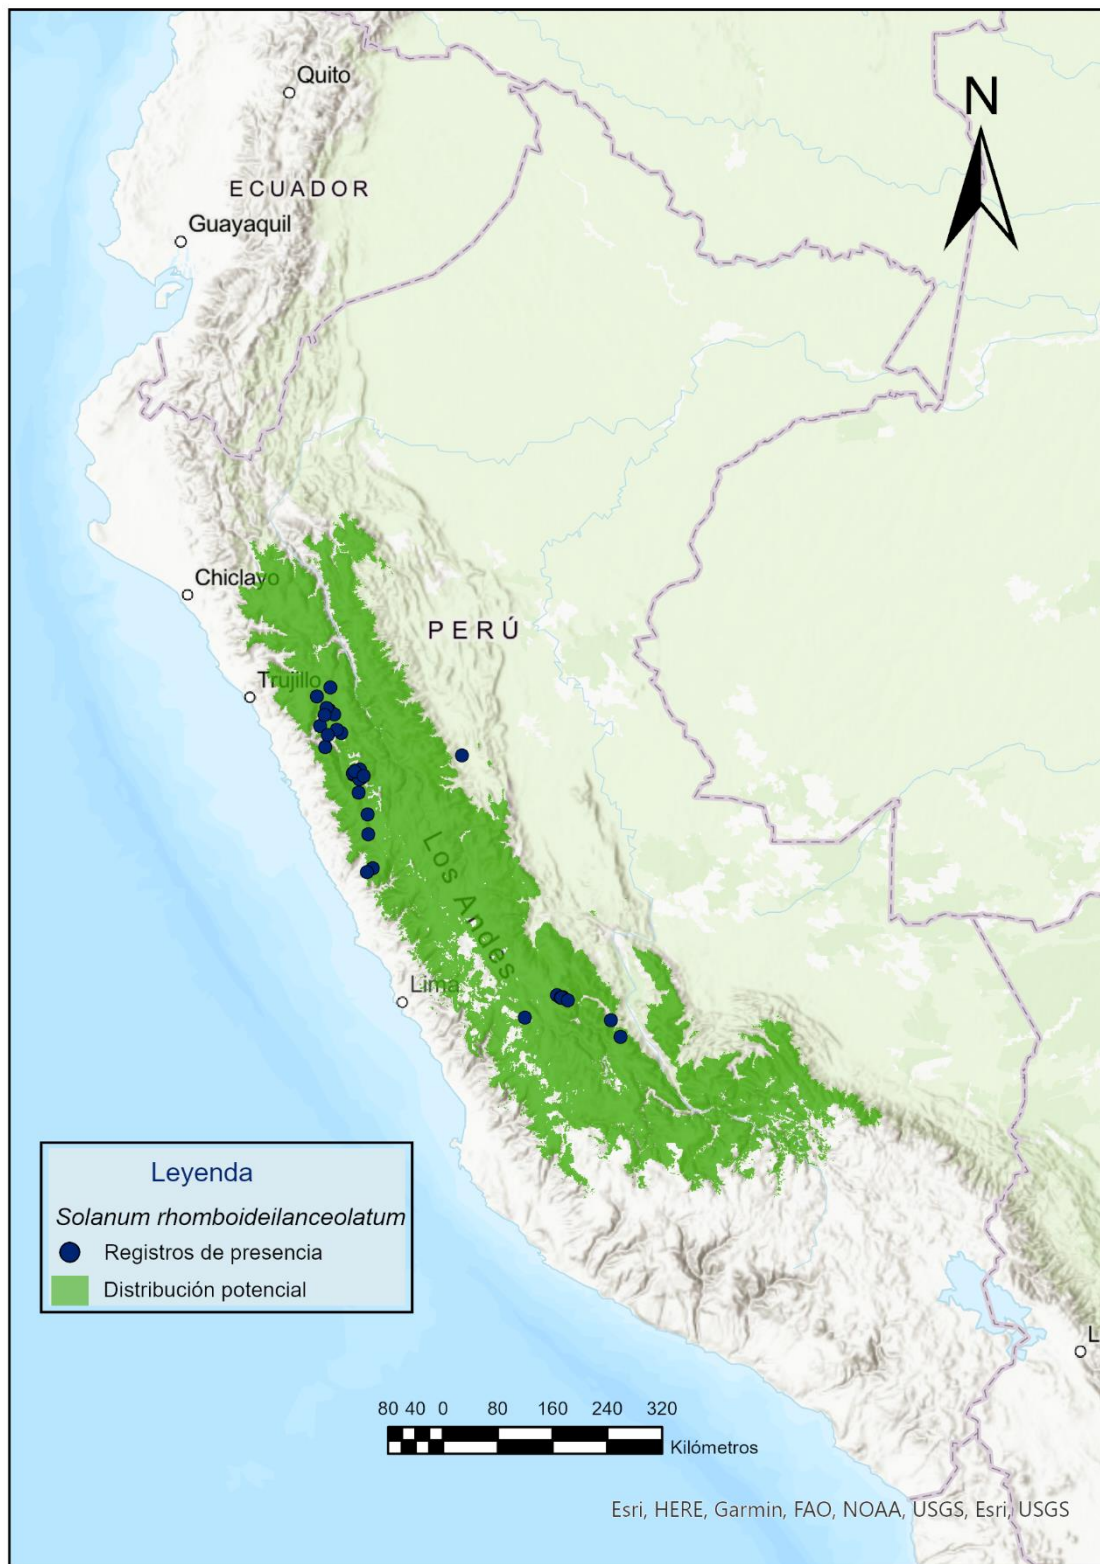 Quito
N
ECUADOR
Guayaquil
Chiclayo
PERÚ
Trujillo
Los Andes
Lima
Leyenda
Solanum rhomboideilanceolatum
Registros de presencia
Distribución potencial
L
80 40 0 80 160 240 320
Kilómetros
Esri, HERE, Garmin, FAO, NOAA, USGS, Esri, USGS